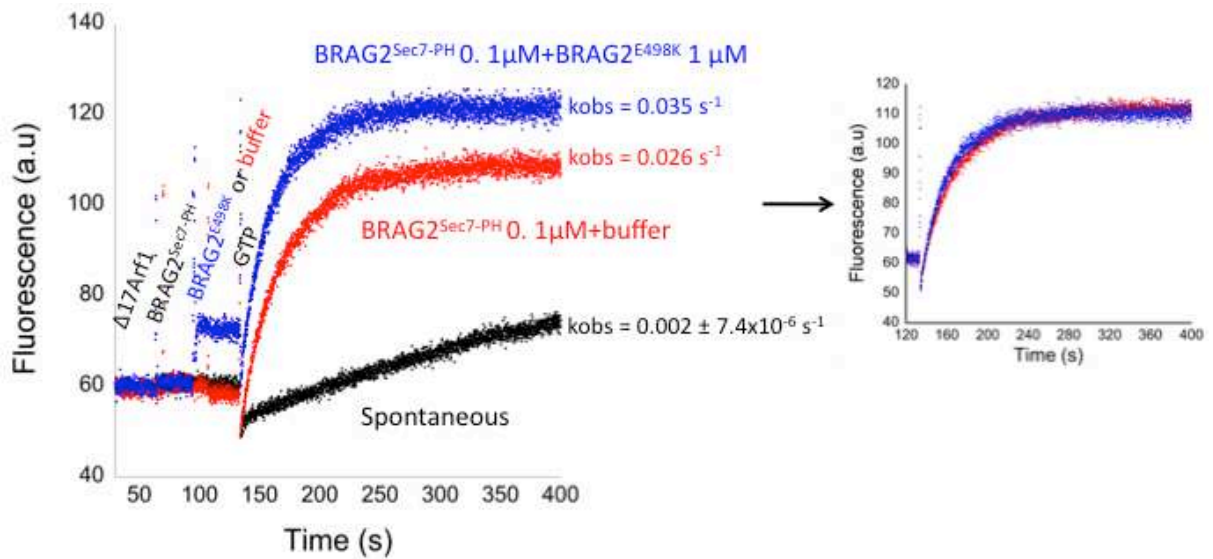 140
120
100
80
60
40
Fluorescence (a.u)
50 100 150 200 250 300 350 400
Time (s)
Δ17Arf1
BRAG2Sec7-PH
BRAG2E498K or buffer
GTP
BRAG2Sec7-PH 0. 1μM+BRAG2E498K 1 μM
kobs = 0.035 s-1
kobs = 0.026 s-1
BRAG2Sec7-PH 0. 1μM+buffer
kobs = 0.002 ± 7.4x10-6 s-1
Spontaneous
110
100
90
80
70
60
50
40
Fluorescence (a.u)
120 160 200 240 280 320 360 400
Time (s)